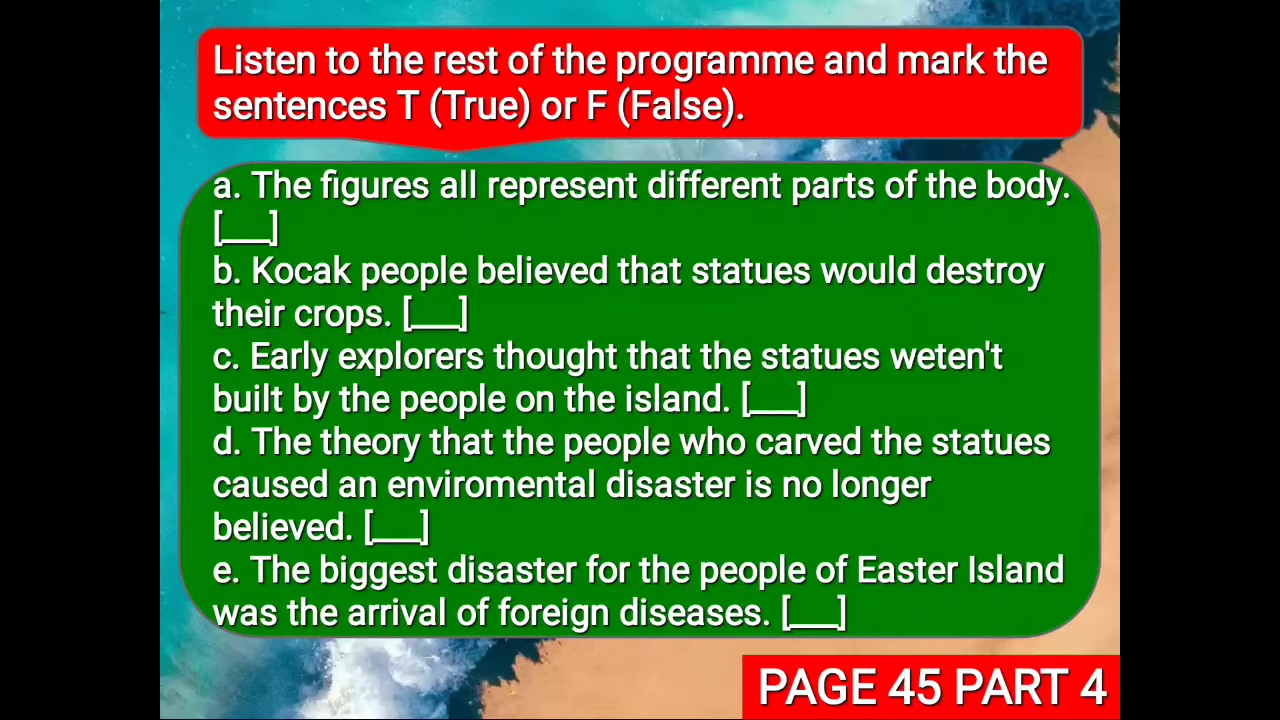 Listen to the rest of the programme and mark the
sentences T (True) or F (False).
a. The figures all represent different parts of the body.
[___]
b. Kocak people believed that statues would destroy
their crops. [___]
c. Early explorers thought that the statues weten't
built by the people on the island. [___]
d. The theory that the people who carved the statues
caused an enviromental disaster is no longer
believed. [___]
e. The biggest disaster for the people of Easter Island
was the arrival of foreign diseases. [___]
PAGE 45 PART 4